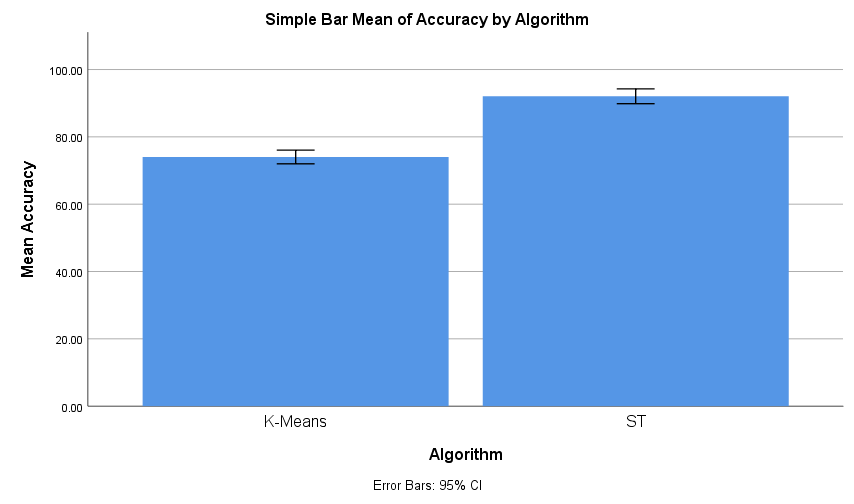 Simple Bar Mean of Accuracy by Algorithm
Mean Accuracy
100.00
80.00
60.00
40.00
20.00
0.00
K-Means
ST
Algorithm
Error Bars: 95% CI